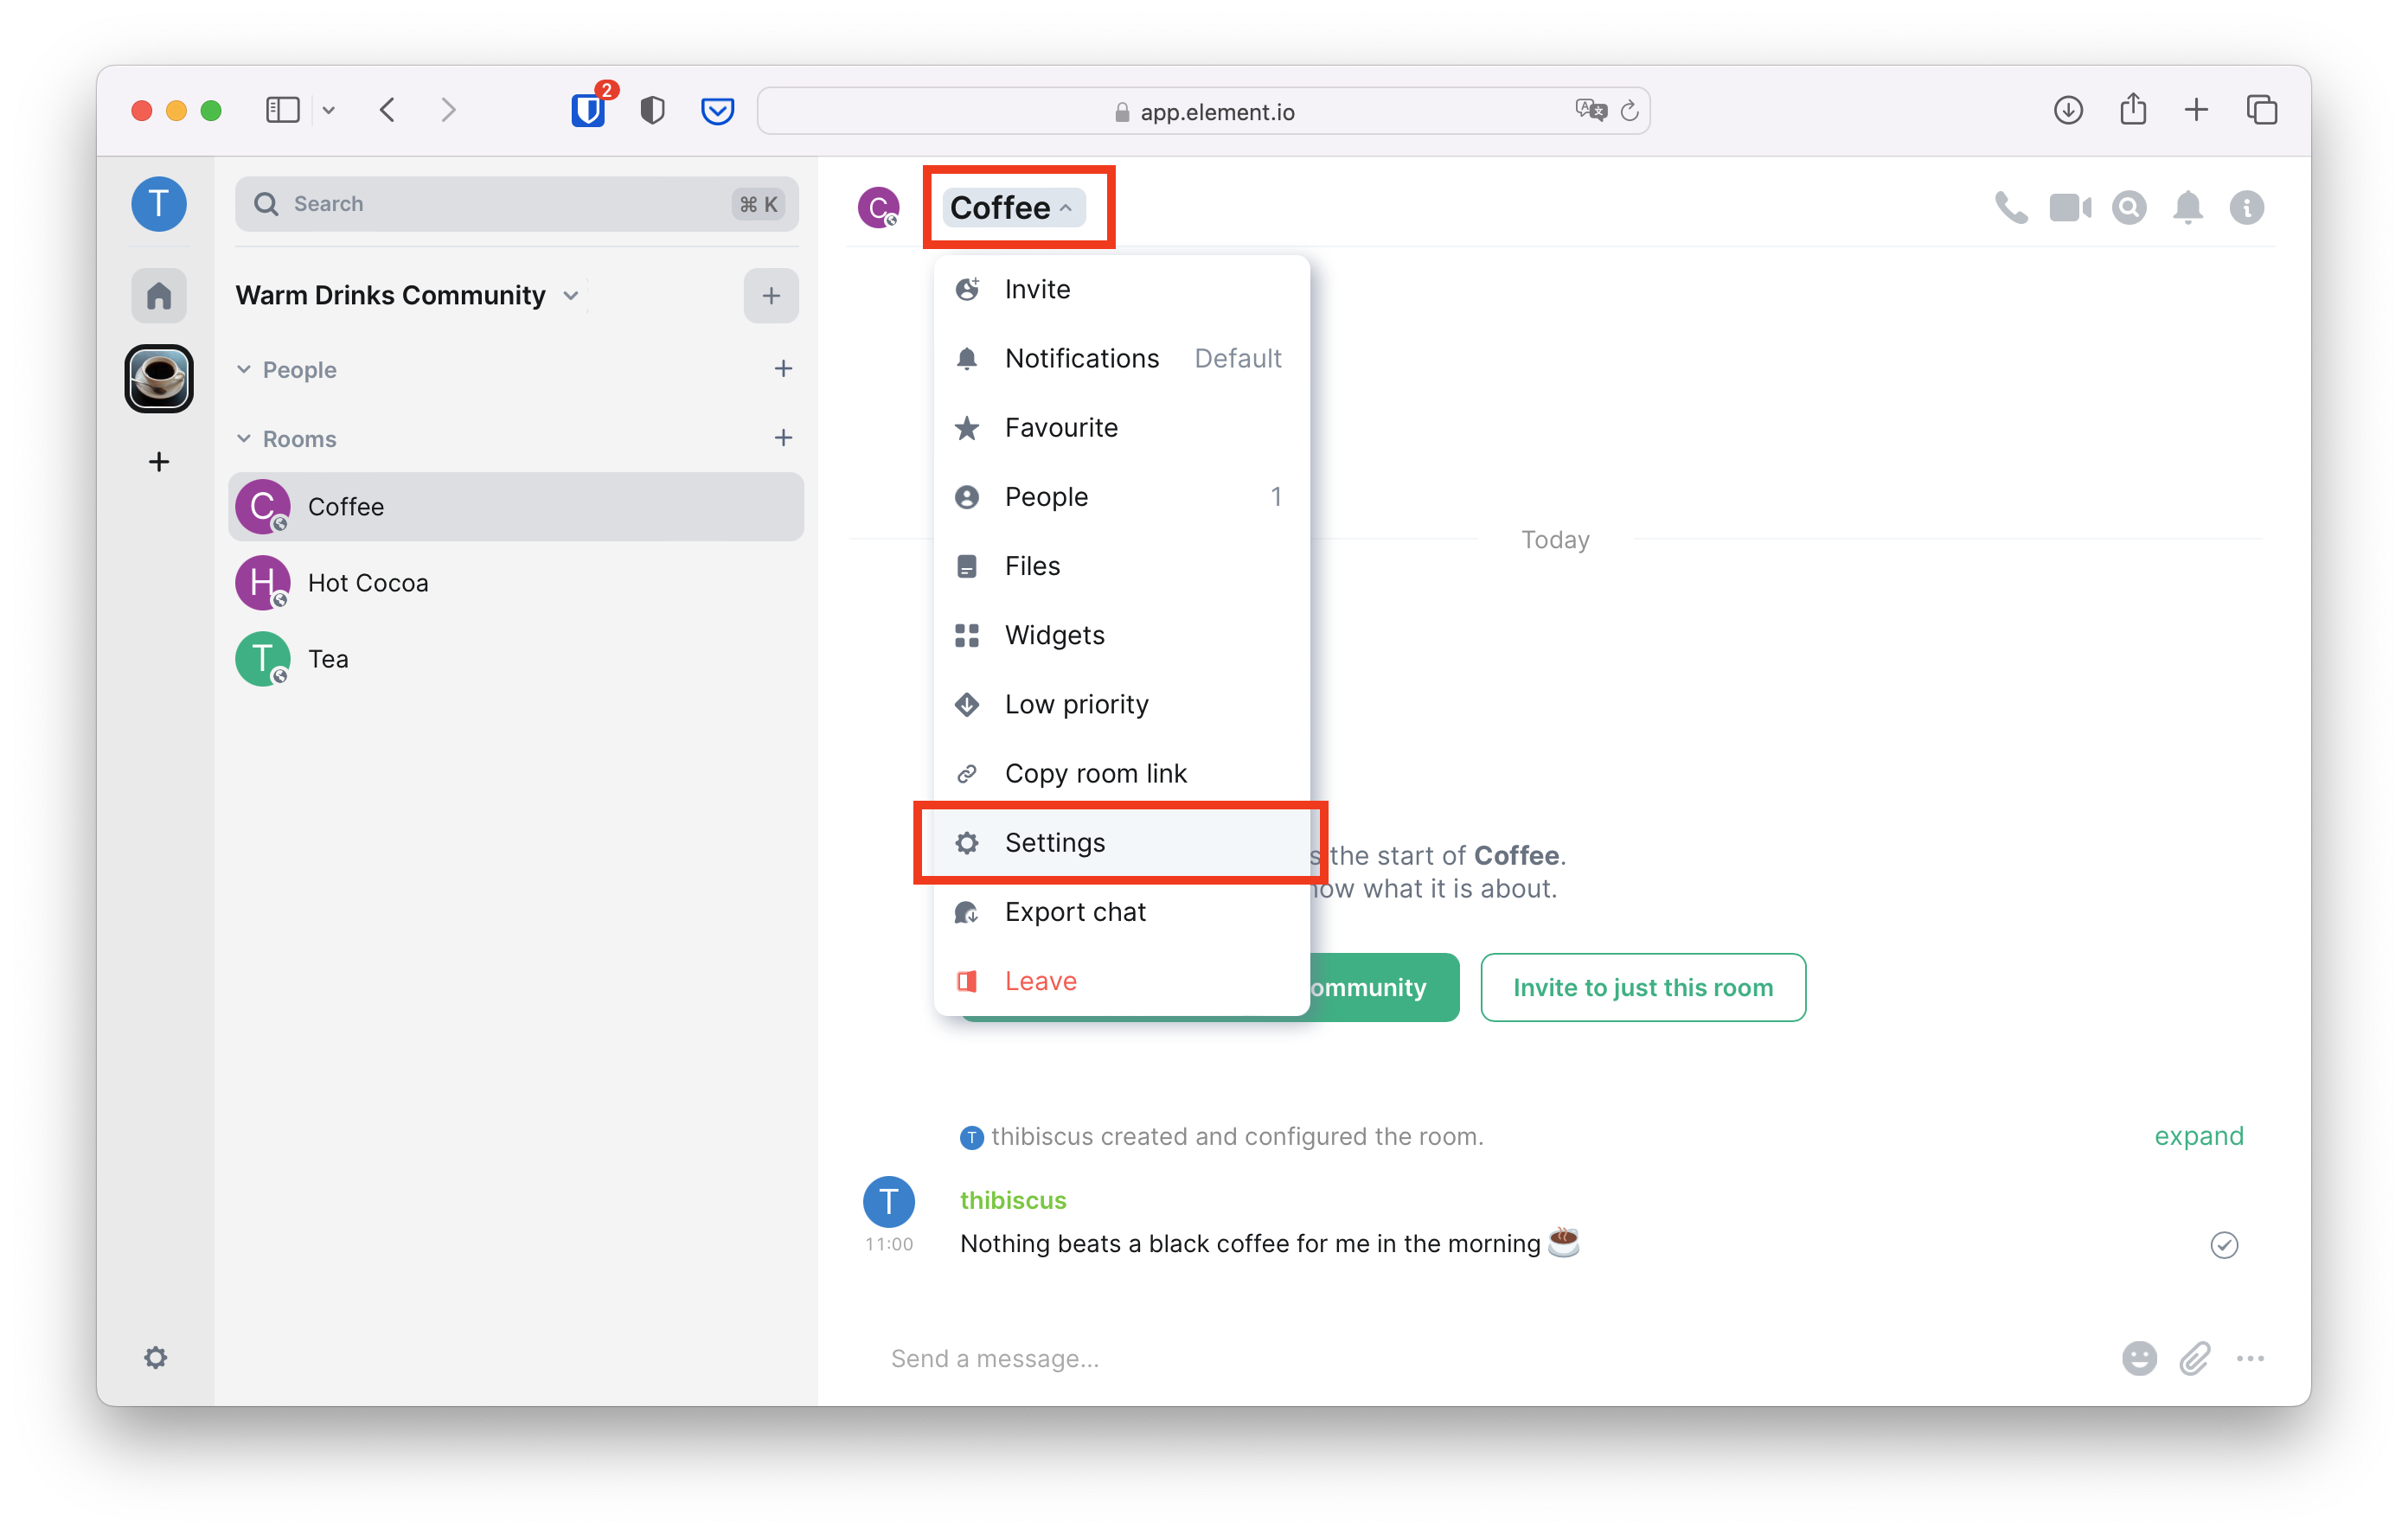 2
app.element.io
T
Search
⌘ K
Warm Drinks Community
People
Rooms
C
Coffee
H
Hot Cocoa
T
Tea
C
Coffee
Invite
Notifications Default
Favourite
People 1
Files
Widgets
Low priority
Copy room link
Settings
Export chat
Leave
Today
s the start of Coffee.
now what it is about.
ommunity
Invite to just this room
T thibiscus created and configured the room.
expand
T
thibiscus
11:00
Nothing beats a black coffee for me in the morning ☕
Send a message...